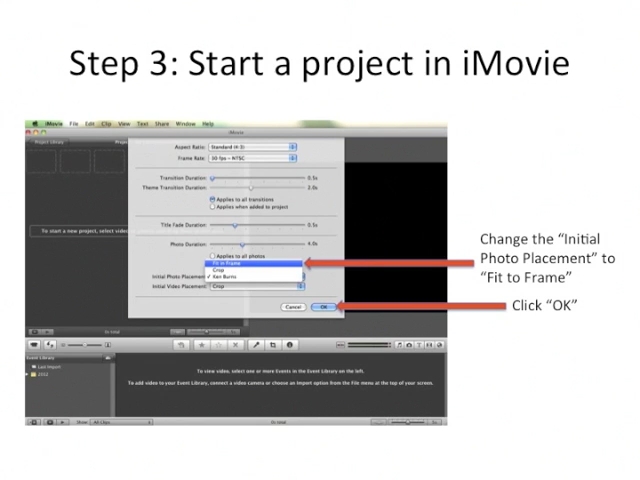 Step 3: Start a project in iMovie
iMovie File Edit Clip View Text Share Window Help
iMovie
Project Library
Aspect Ratio: Standard (4:3)
Frame Rate: 30 fps - NTSC
Transition Duration: 0.5s
Theme Transition Duration: 2.0s
Applies to all transitions
Applies when added to project
To start a new project, select video
Title Fade Duration: 0.5s
Photo Duration: 4.0s
Applies to all photos
Fit in Frame
Crop
Initial Photo Placement: ✓ Ken Burns
Initial Video Placement: Crop
Cancel OK
Change the “Initial
Photo Placement” to
“Fit to Frame”
Click “OK”
0s total
Event Library
Last Import
2012
To view video, select one or more Events in the Event Library on the left.
To add video to your Event Library, connect a video camera or choose an Import option from the File menu at the top of your screen.
Show: All Clips
0s total